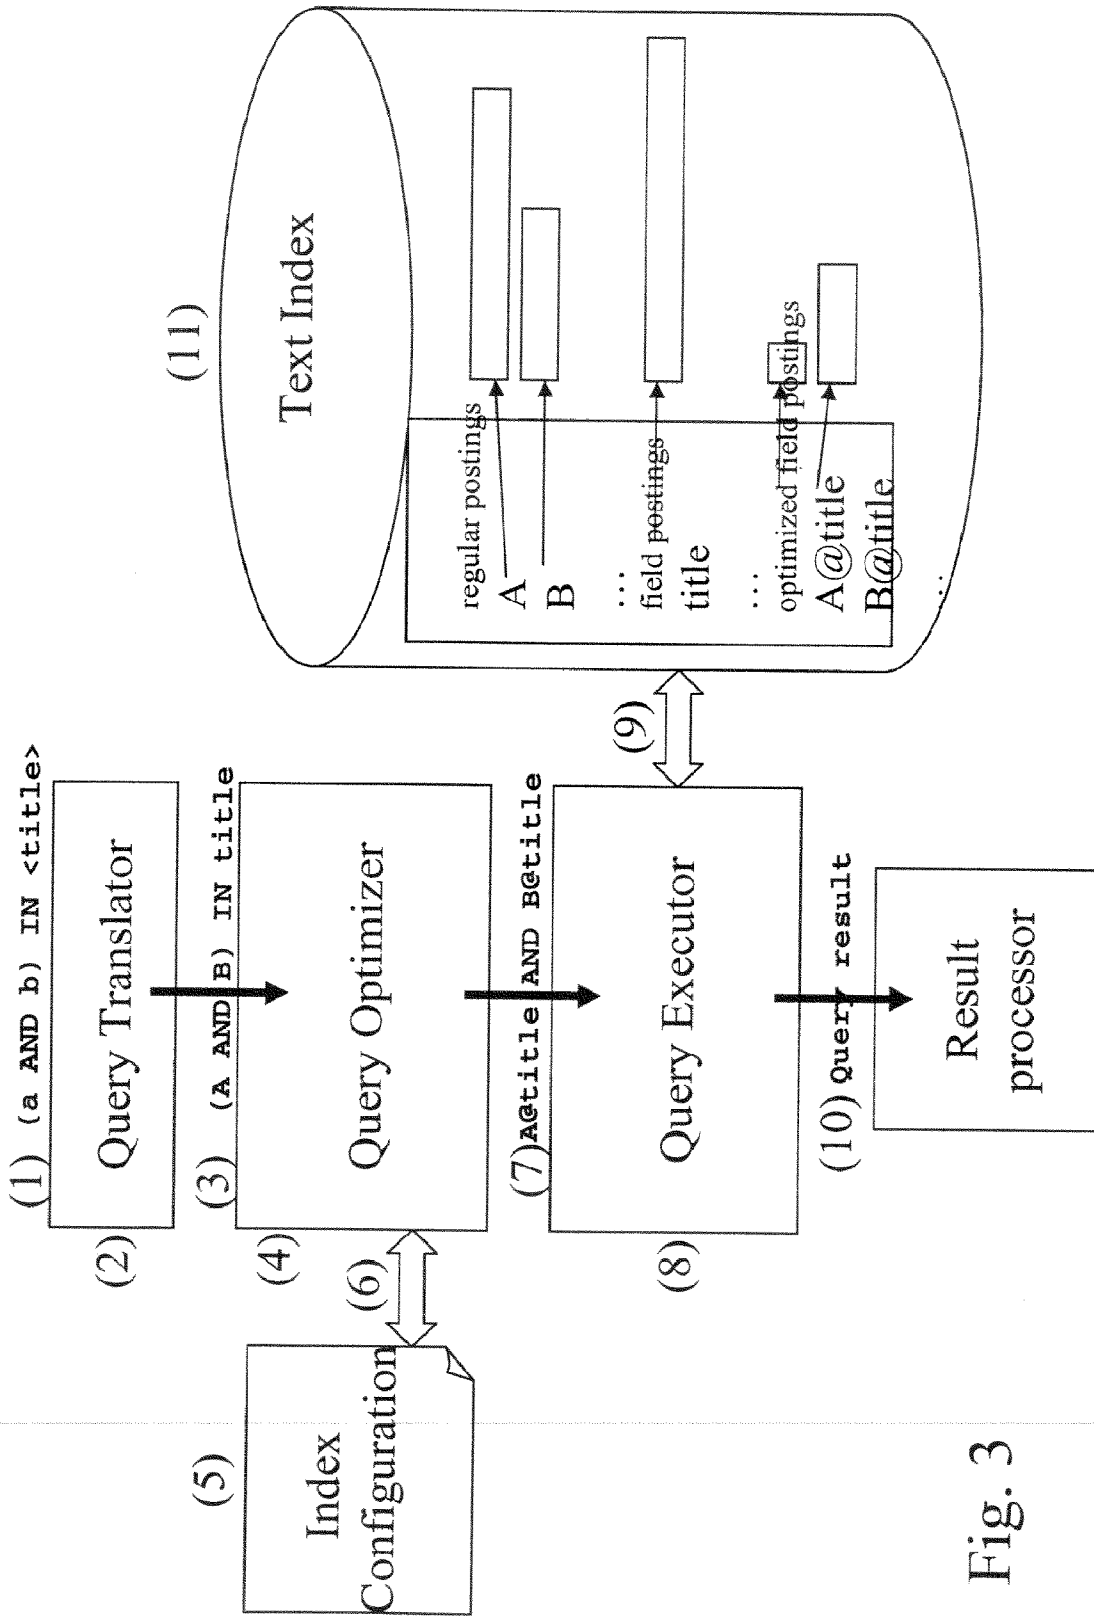 (1) (a AND b) IN <title>
(2)
Query Translator
(3) (A AND B) IN title
(4)
Query Optimizer
(5)
Index
Configuration
(6)
(7) A@title AND B@title
(8)
Query Executor
(9)
(10) Query result
Result
processor
(11)
Text Index
regular postings
A
B
...
field postings
title
...
optimized field postings
A@title
B@title
...
Fig. 3